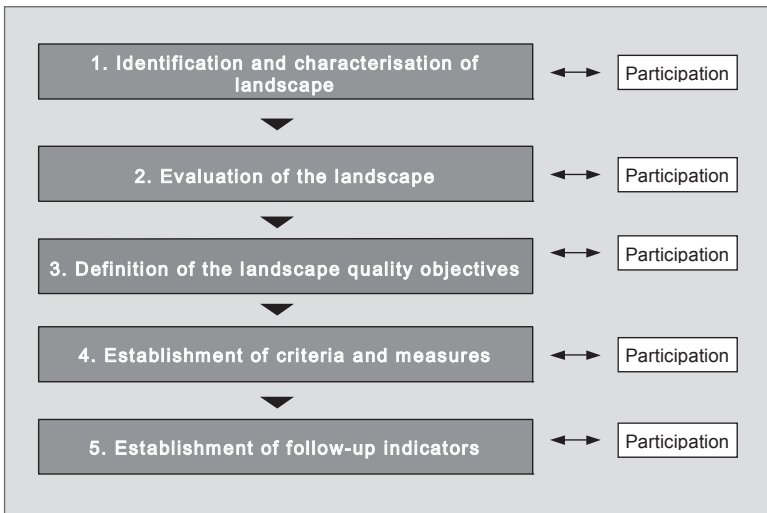 1. Identification and characterisation of
landscape
Participation
2. Evaluation of the landscape
Participation
3. Definition of the landscape quality objectives
Participation
4. Establishment of criteria and measures
Participation
5. Establishment of follow-up indicators
Participation